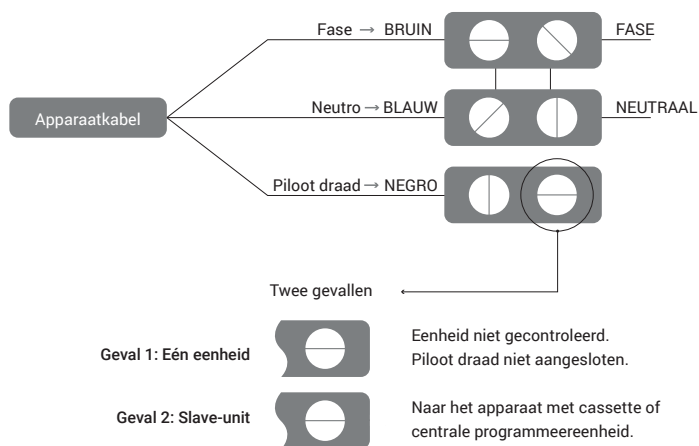 Fase → BRUIN
FASE
Apparaatkabel
Neutro → BLAUW
NEUTRAAL
Piloot draad → NEGRO
Twee gevallen
Geval 1: Eén eenheid
Eenheid niet gecontroleerd.
Piloot draad niet aangesloten.
Geval 2: Slave-unit
Naar het apparaat met cassette of
centrale programmeereenheid.